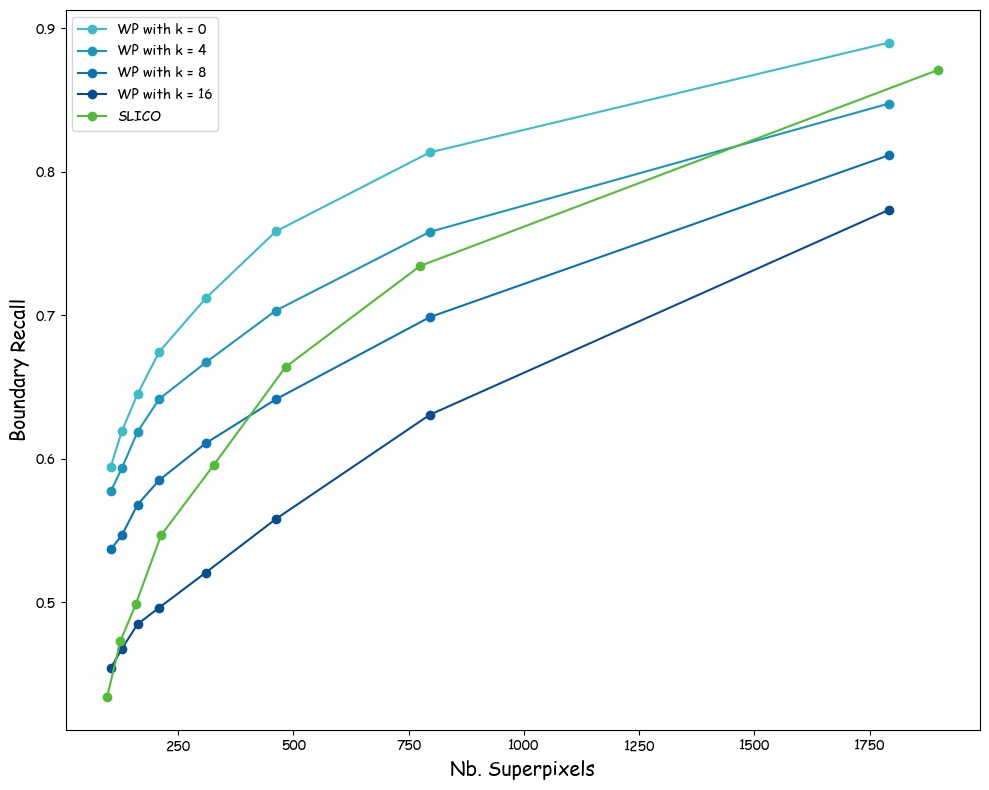 WP with k = 0
WP with k = 4
WP with k = 8
WP with k = 16
SLICO
Boundary Recall
0.9
0.8
0.7
0.6
0.5
250 500 750 1000 1250 1500 1750
Nb. Superpixels